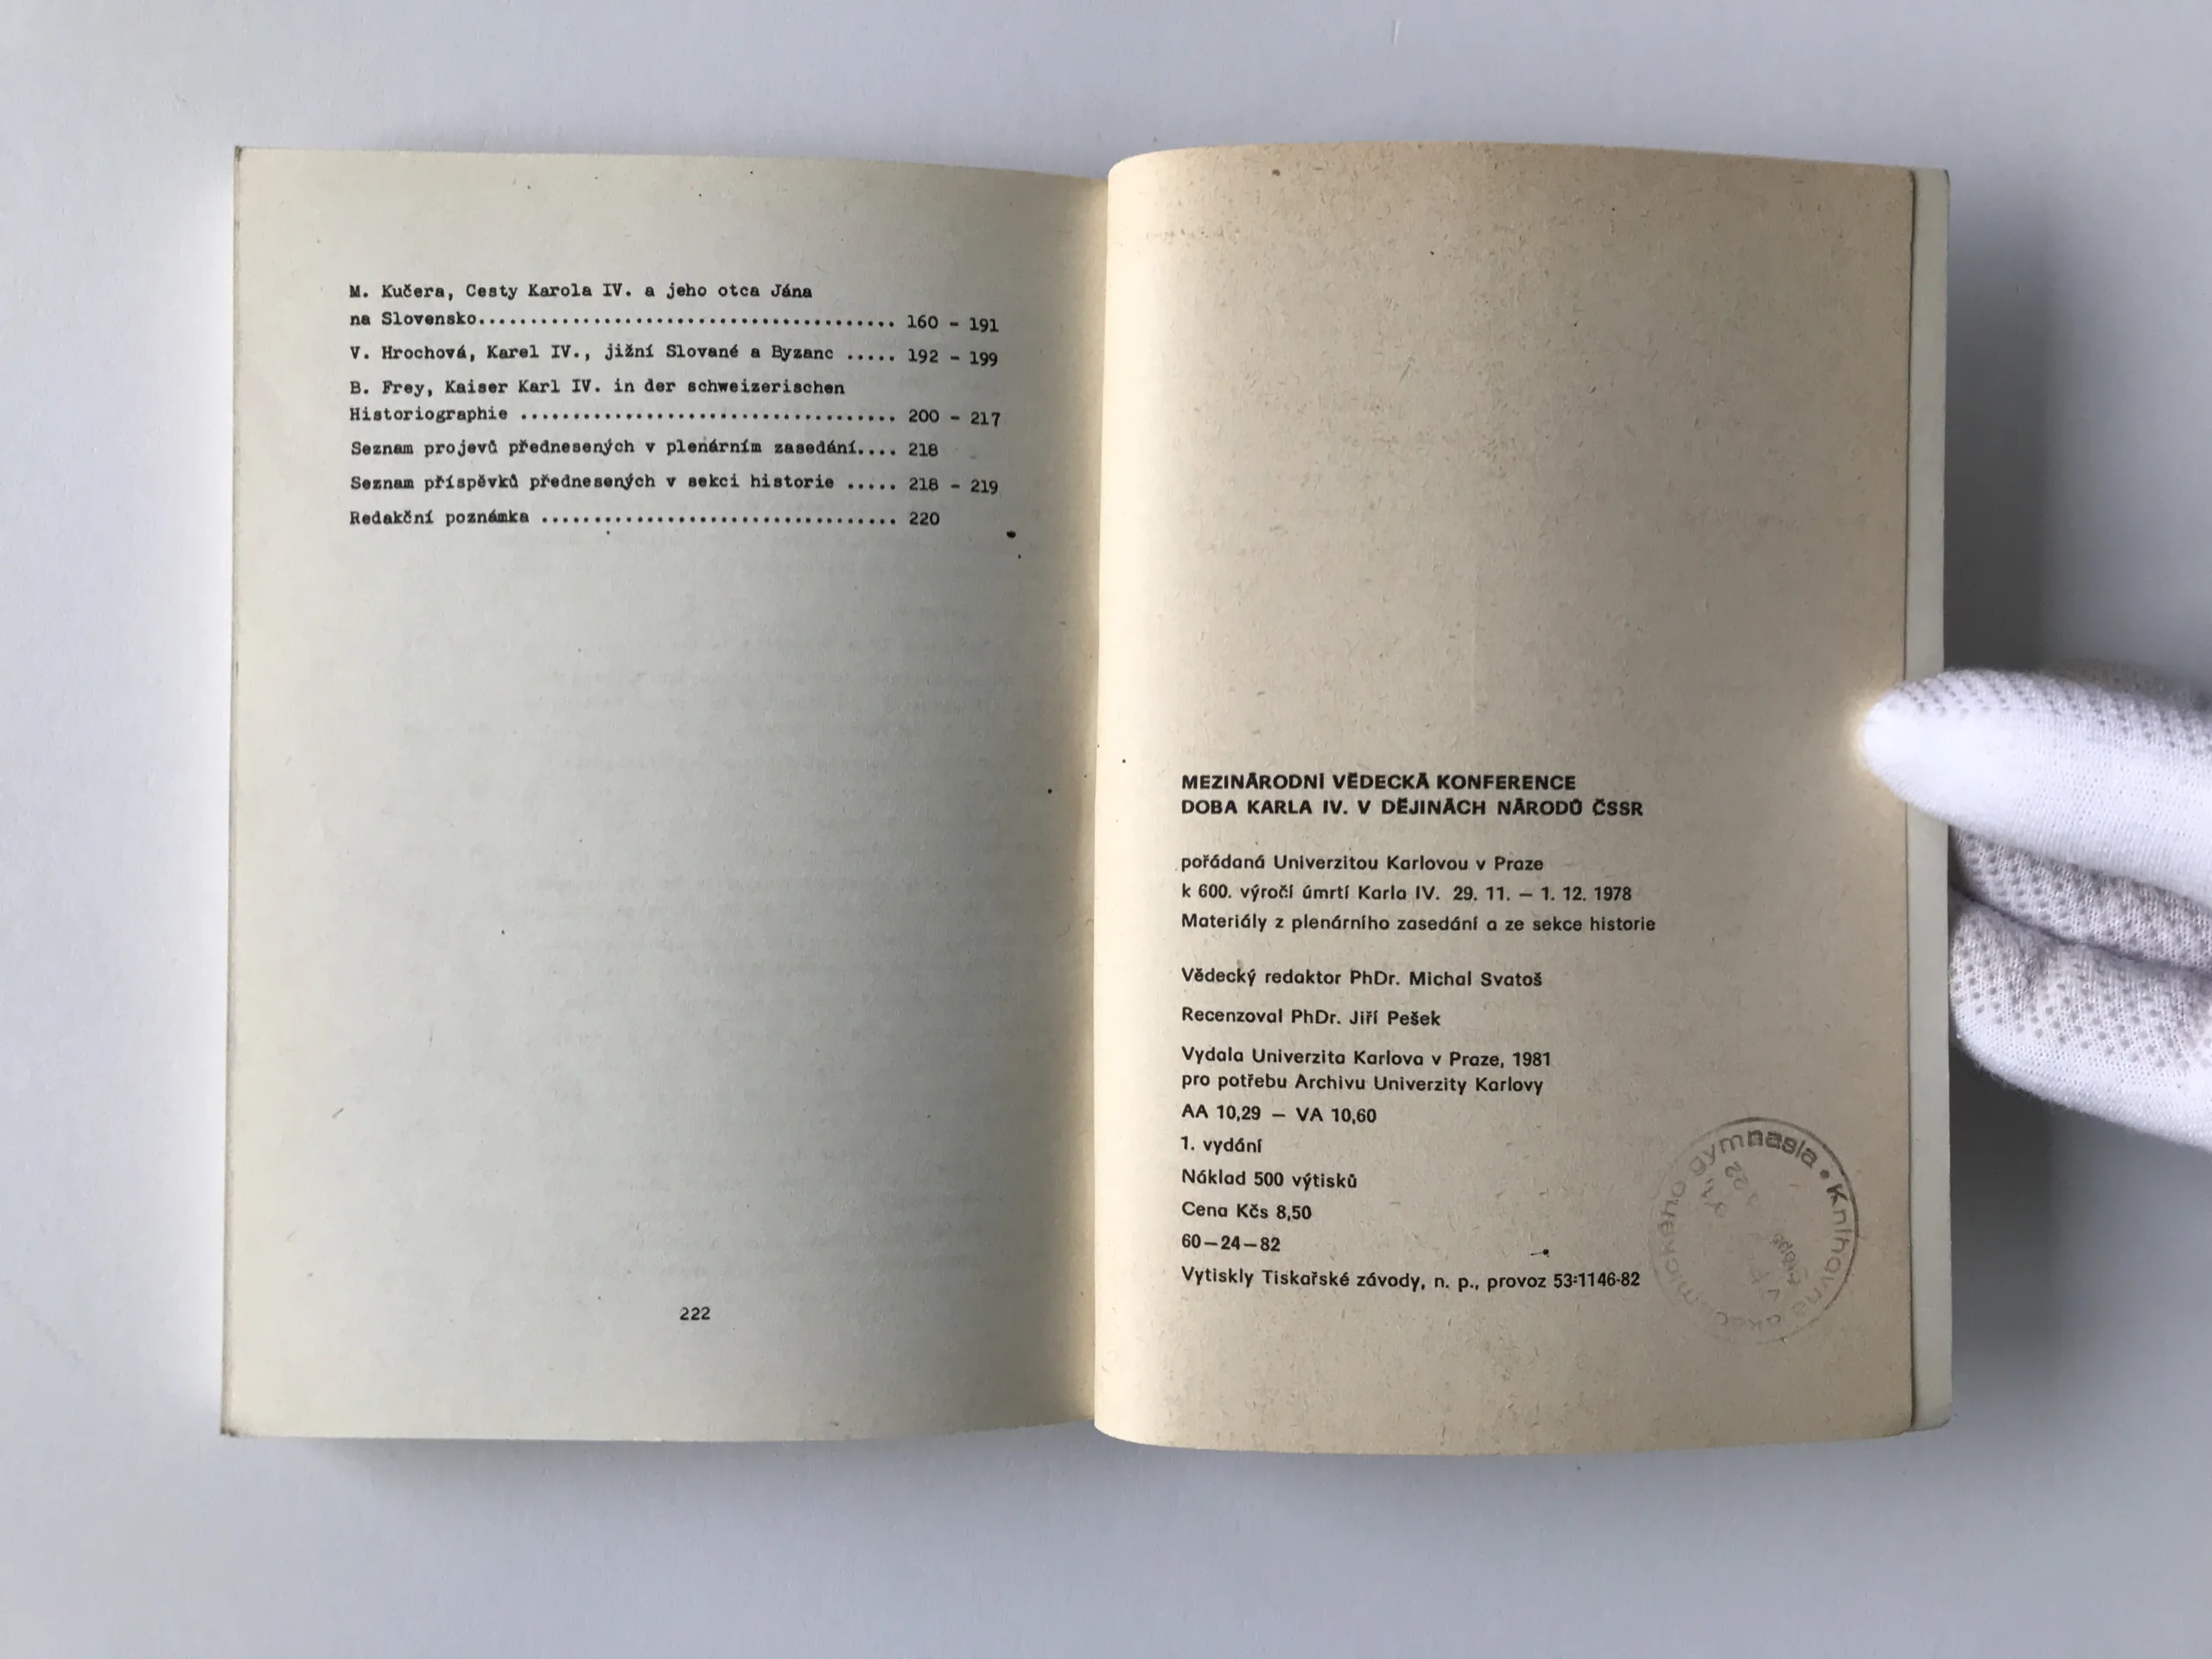 M. Kučera, Cesty Karola IV. a jeho otca Jána
na Slovensko........................................ 160 - 191
V. Hrochová, Karel IV., jižní Slované a Byzanc ..... 192 - 199
B. Frey, Kaiser Karl IV. in der schweizerischen
Historiographie .................................... 200 - 217
Seznam projevů přednesených v plenárním zasedání.... 218
Seznam příspěvků přednesených v sekci historie ..... 218 - 219
Redakční poznámka .................................. 220
222
MEZINÁRODNÍ VĚDECKÁ KONFERENCE
DOBA KARLA IV. V DĚJINÁCH NÁRODŮ ČSSR
pořádaná Univerzitou Karlovou v Praze
k 600. výročí úmrtí Karla IV. 29. 11. — 1. 12. 1978
Materiály z plenárního zasedání a ze sekce historie
Vědecký redaktor PhDr. Michal Svatoš
Recenzoval PhDr. Jiří Pešek
Vydala Univerzita Karlova v Praze, 1981
pro potřebu Archivu Univerzity Karlovy
AA 10,29 — VA 10,60
1. vydání
Náklad 500 výtisků
Cena Kčs 8,50
60—24—82
Vytiskly Tiskařské závody, n. p., provoz 53-1146-82
Knihovna gymnasia